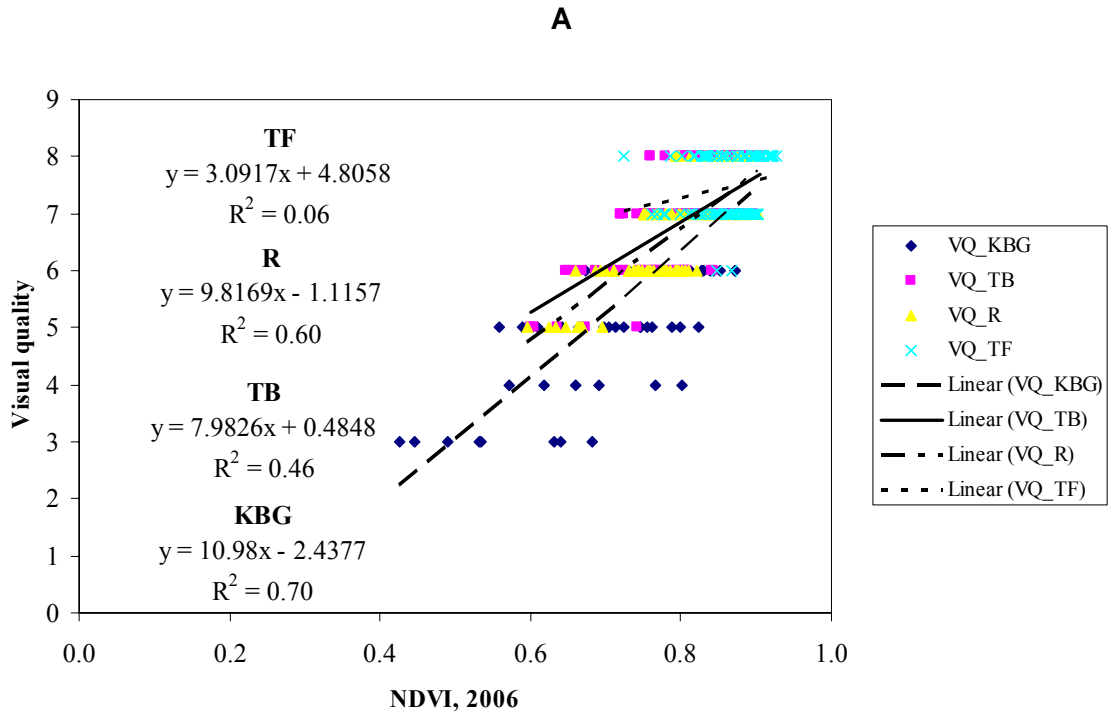 A
9
8
7
6
5
4
3
2
1
0
Visual quality
TF
y = 3.0917x + 4.8058
R² = 0.06
R
y = 9.8169x - 1.1157
R² = 0.60
TB
y = 7.9826x + 0.4848
R² = 0.46
KBG
y = 10.98x - 2.4377
R² = 0.70
0.0 0.2 0.4 0.6 0.8 1.0
NDVI, 2006
VQ_KBG
VQ_TB
VQ_R
VQ_TF
Linear (VQ_KBG)
Linear (VQ_TB)
Linear (VQ_R)
Linear (VQ_TF)